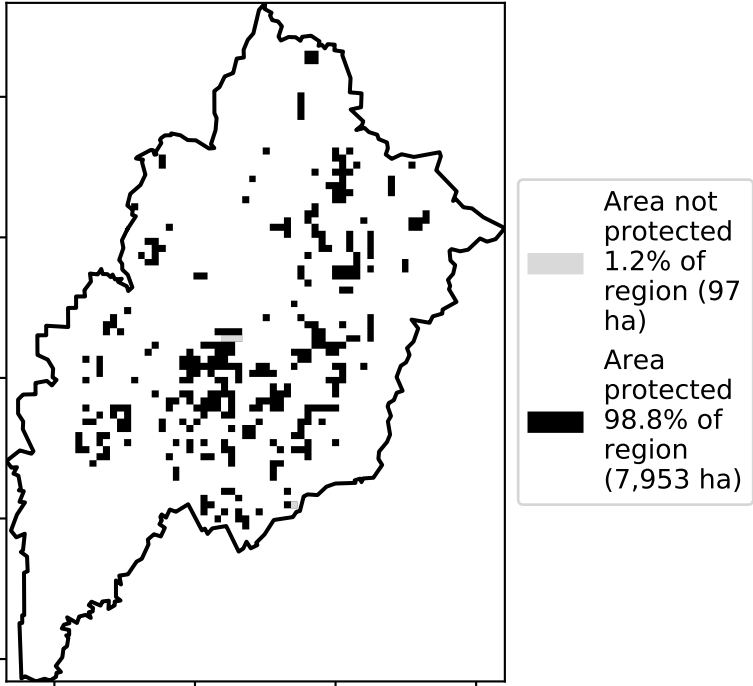 Area not
protected
1.2% of
region (97
ha)
Area
protected
98.8% of
region
(7,953 ha)